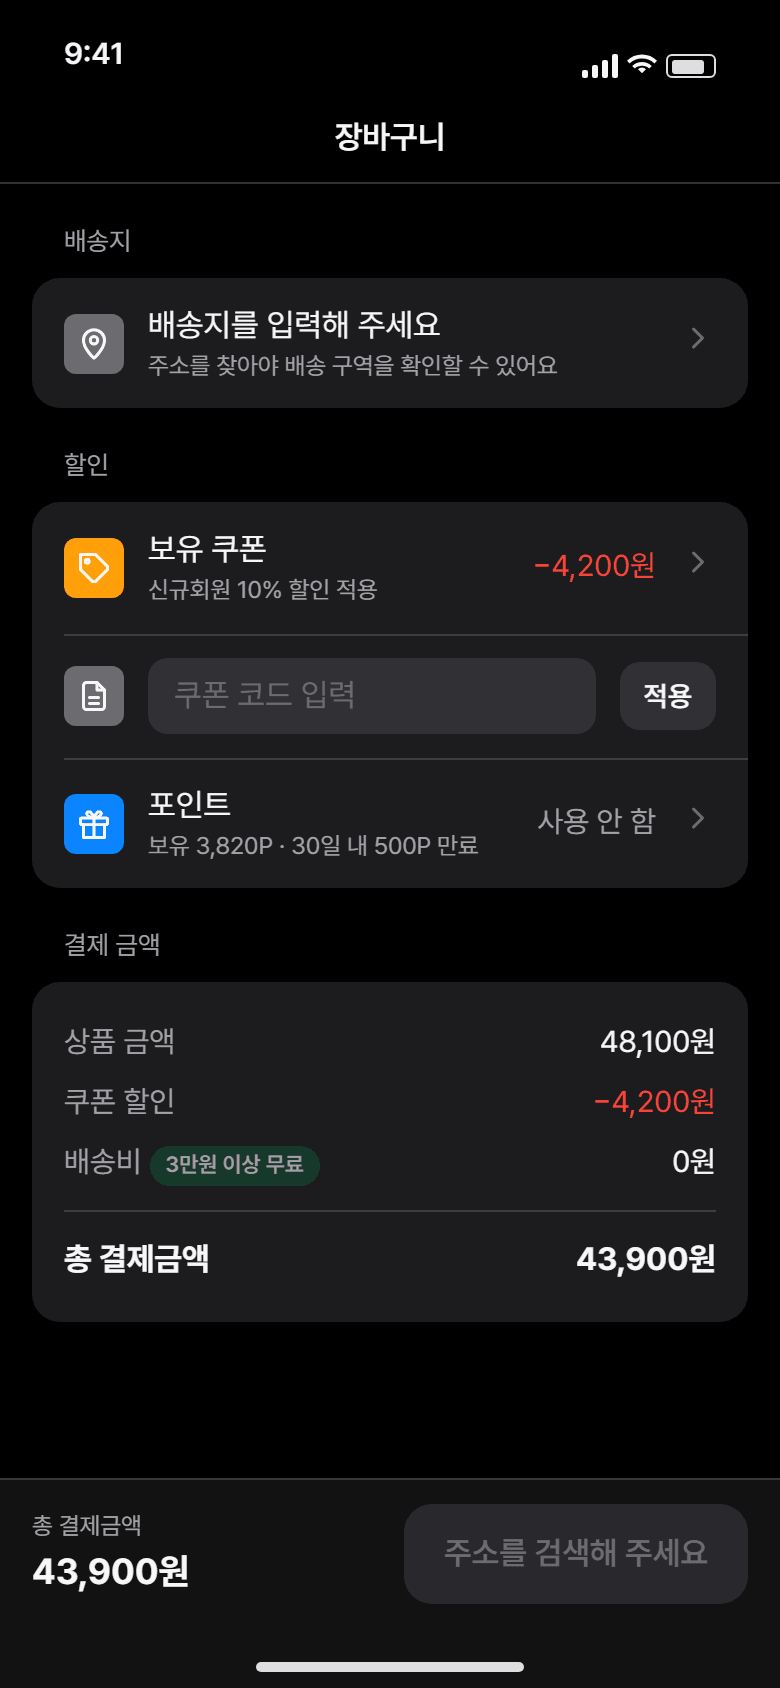 9:41
장바구니
배송지
배송지를 입력해 주세요
주소를 찾아야 배송 구역을 확인할 수 있어요
할인
보유 쿠폰
신규회원 10% 할인 적용
−4,200원
쿠폰 코드 입력
적용
포인트
보유 3,820P · 30일 내 500P 만료
사용 안 함
결제 금액
상품 금액 48,100원
쿠폰 할인 −4,200원
배송비 3만원 이상 무료 0원
총 결제금액 43,900원
총 결제금액
43,900원
주소를 검색해 주세요